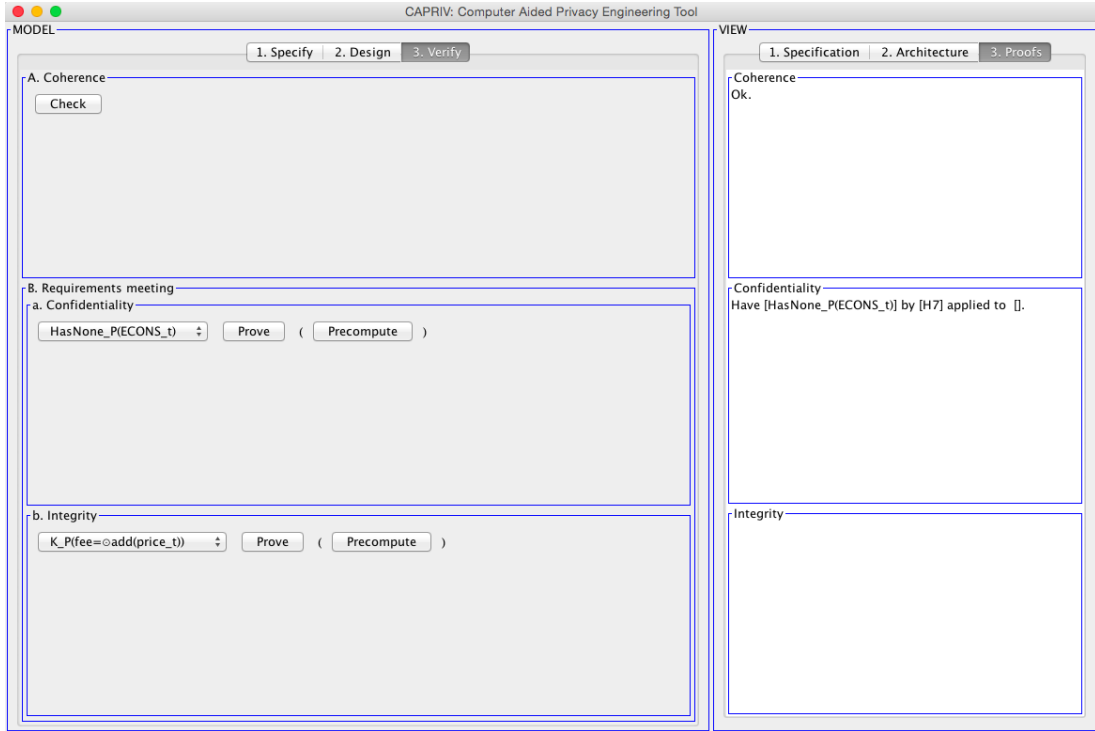 CAPRIV: Computer Aided Privacy Engineering Tool
MODEL
1. Specify 2. Design 3. Verify
A. Coherence
Check
B. Requirements meeting
a. Confidentiality
HasNone_P(ECONS_t) Prove ( Precompute )
b. Integrity
K_P(fee=⊙add(price_t)) Prove ( Precompute )
VIEW
1. Specification 2. Architecture 3. Proofs
Coherence
Ok.
Confidentiality
Have [HasNone_P(ECONS_t)] by [H7] applied to [].
Integrity